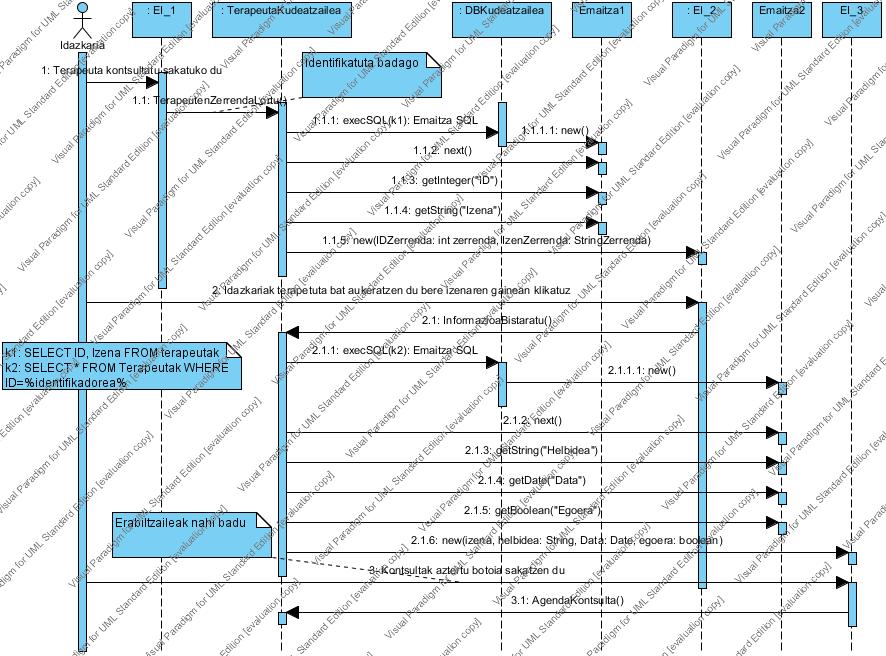 : EI_1
: TerapeutaKudeatzailea
: DBKudeatzailea
Emaitza1
: EI_2
Emaitza2
EI_3
Idazkaria
Identifikatuta badago
1: Terapeuta kontsultatu sakatuko du
1.1: TerapeutenZerrendaLortu()
1.1.1: execSQL(k1): Emaitza SQL
1.1.1.1: new()
1.1.2: next()
1.1.3: getInteger("ID")
1.1.4: getString("Izena")
1.1.5: new(IDZerrenda: int zerrenda, IzenZerrenda: StringZerrenda)
2: Idazkariak terapetuta bat aukeratzen du bere izenaren gainean klikatuz
2.1: InformazioaBistaratu()
k1: SELECT ID, Izena FROM terapeutak
k2: SELECT * FROM Terapeutak WHERE
ID=%identifikadorea%
2.1.1: execSQL(k2): Emaitza SQL
2.1.1.1: new()
2.1.2: next()
2.1.3: getString("Helbidea")
2.1.4: getDate("Data")
2.1.5: getBoolean("Egoera")
Erabiltzaileak nahi badu
2.1.6: new(izena, helbidea: String, Data: Date, egoera: boolean)
3: Kontsultak aztertu botoia sakatzen du
3.1: AgendaKontsulta()
Visual Paradigm for UML Standard Edition [evaluation copy]